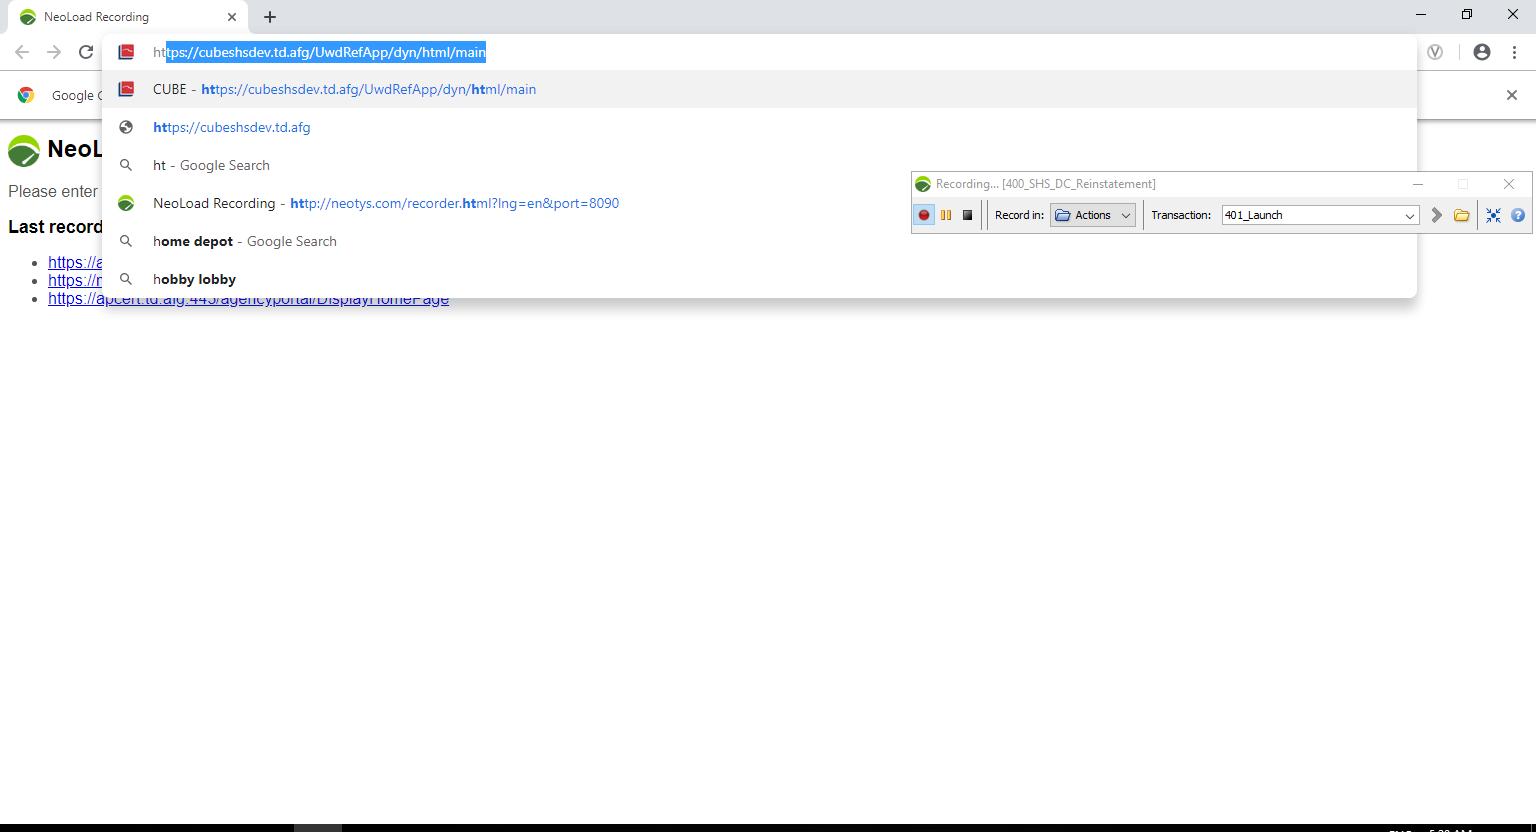 NeoLoad Recording
https://cubeshsdev.td.afg/UwdRefApp/dyn/html/main
CUBE - https://cubeshsdev.td.afg/UwdRefApp/dyn/html/main
Google
https://cubeshsdev.td.afg
NeoL
ht - Google Search
Please enter
Recording... [400_SHS_DC_Reinstatement]
NeoLoad Recording - http://neotys.com/recorder.html?lng=en&port=8090
Record in: Actions Transaction: 401_Launch
Last record
home depot - Google Search
https://a
hobby lobby
https://
https://apcert.td.afg:443/agencyportal/DisplayHomePage